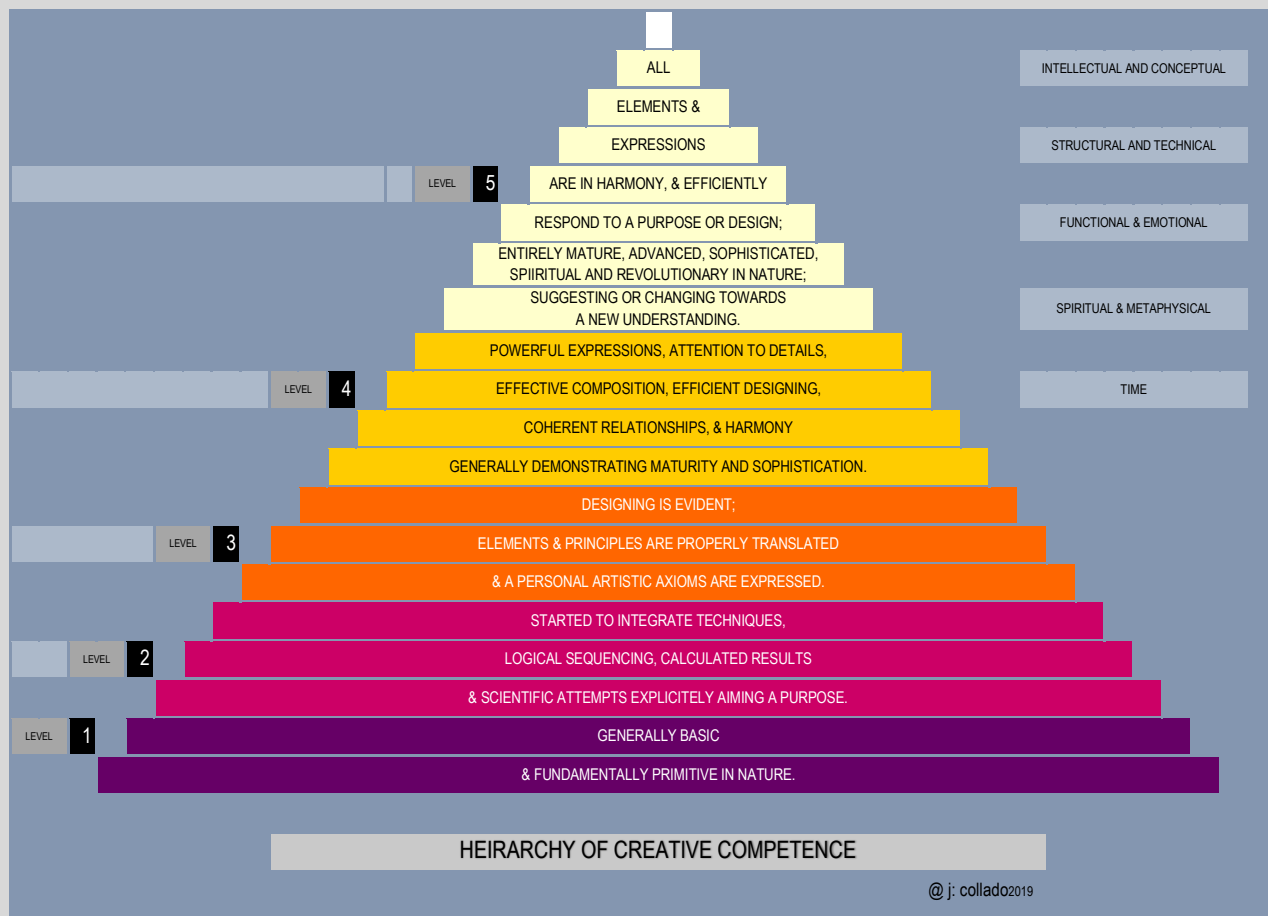 ALL
INTELLECTUAL AND CONCEPTUAL
ELEMENTS &
EXPRESSIONS
STRUCTURAL AND TECHNICAL
LEVEL 5
ARE IN HARMONY, & EFFICIENTLY
RESPOND TO A PURPOSE OR DESIGN;
FUNCTIONAL & EMOTIONAL
ENTIRELY MATURE, ADVANCED, SOPHISTICATED,
SPIIRITUAL AND REVOLUTIONARY IN NATURE;
SUGGESTING OR CHANGING TOWARDS
A NEW UNDERSTANDING.
SPIRITUAL & METAPHYSICAL
POWERFUL EXPRESSIONS, ATTENTION TO DETAILS,
LEVEL 4
EFFECTIVE COMPOSITION, EFFICIENT DESIGNING,
TIME
COHERENT RELATIONSHIPS, & HARMONY
GENERALLY DEMONSTRATING MATURITY AND SOPHISTICATION.
DESIGNING IS EVIDENT;
LEVEL 3
ELEMENTS & PRINCIPLES ARE PROPERLY TRANSLATED
& A PERSONAL ARTISTIC AXIOMS ARE EXPRESSED.
STARTED TO INTEGRATE TECHNIQUES,
LEVEL 2
LOGICAL SEQUENCING, CALCULATED RESULTS
& SCIENTIFIC ATTEMPTS EXPLICITELY AIMING A PURPOSE.
LEVEL 1
GENERALLY BASIC
& FUNDAMENTALLY PRIMITIVE IN NATURE.
HEIRARCHY OF CREATIVE COMPETENCE
@ j: collado2019